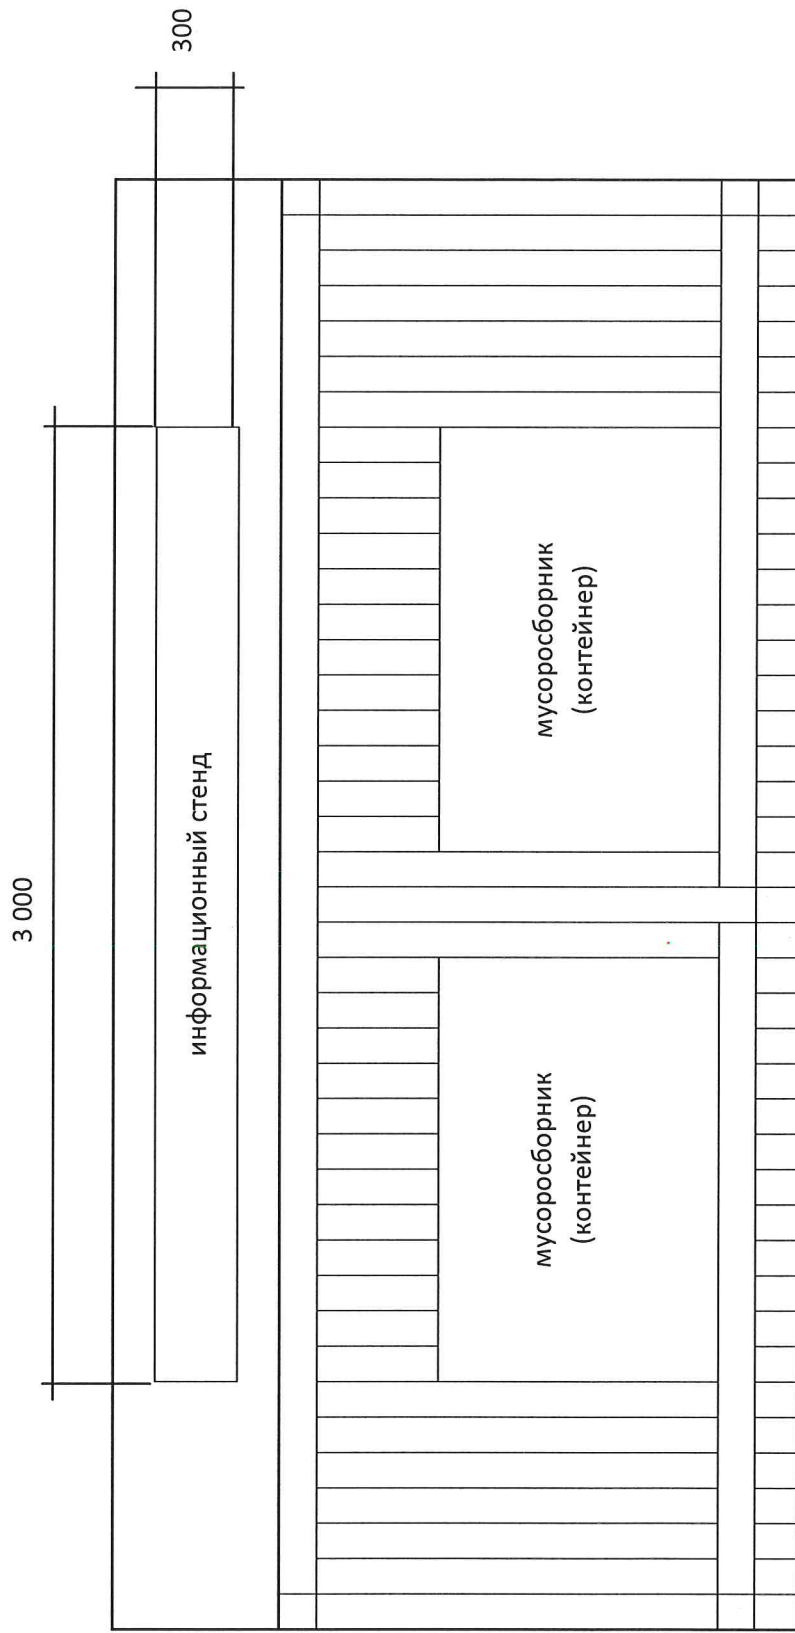 3 000
300
информационный стенд
мусоросборник
(контейнер)
мусоросборник
(контейнер)